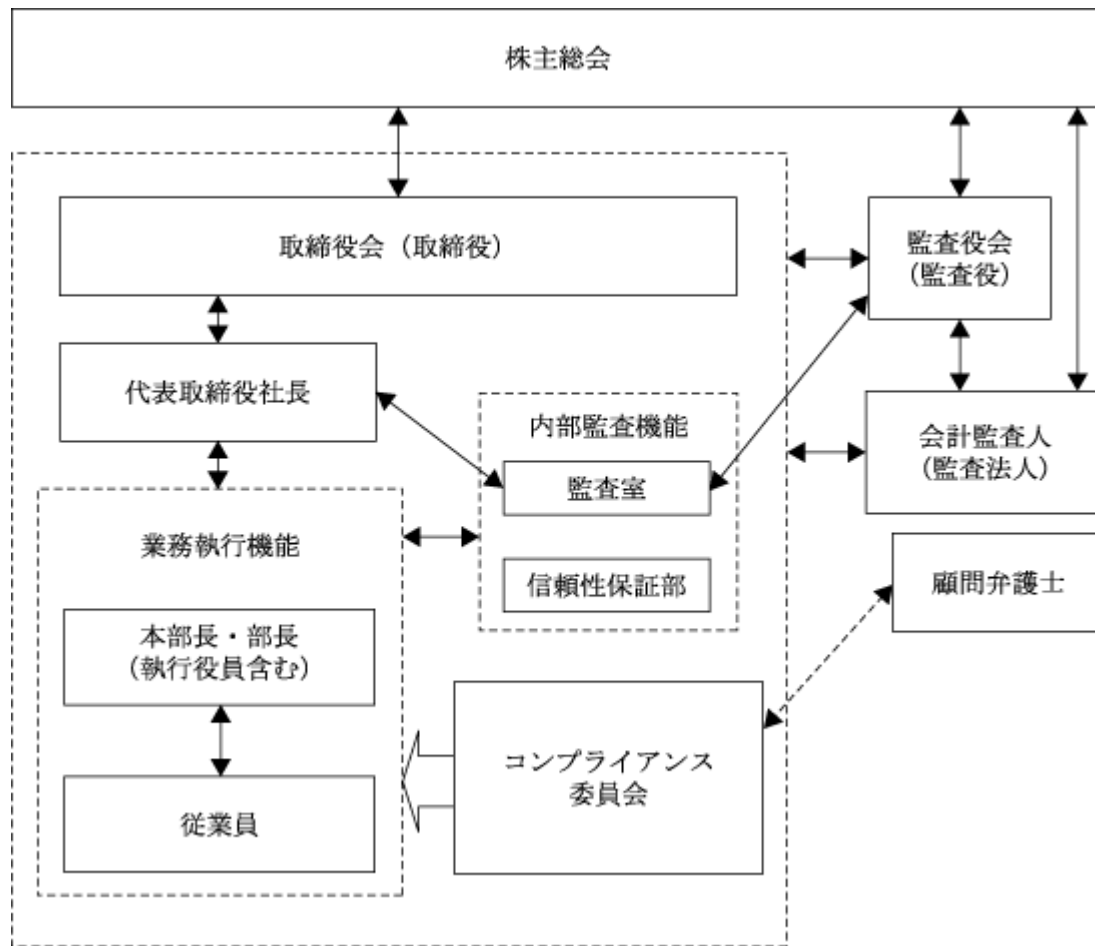 株主総会
取締役会（取締役）
監査役会
（監査役）
代表取締役社長
内部監査機能
監査室
信頼性保証部
会計監査人
（監査法人）
業務執行機能
本部長・部長
（執行役員含む）
従業員
コンプライアンス
委員会
顧問弁護士